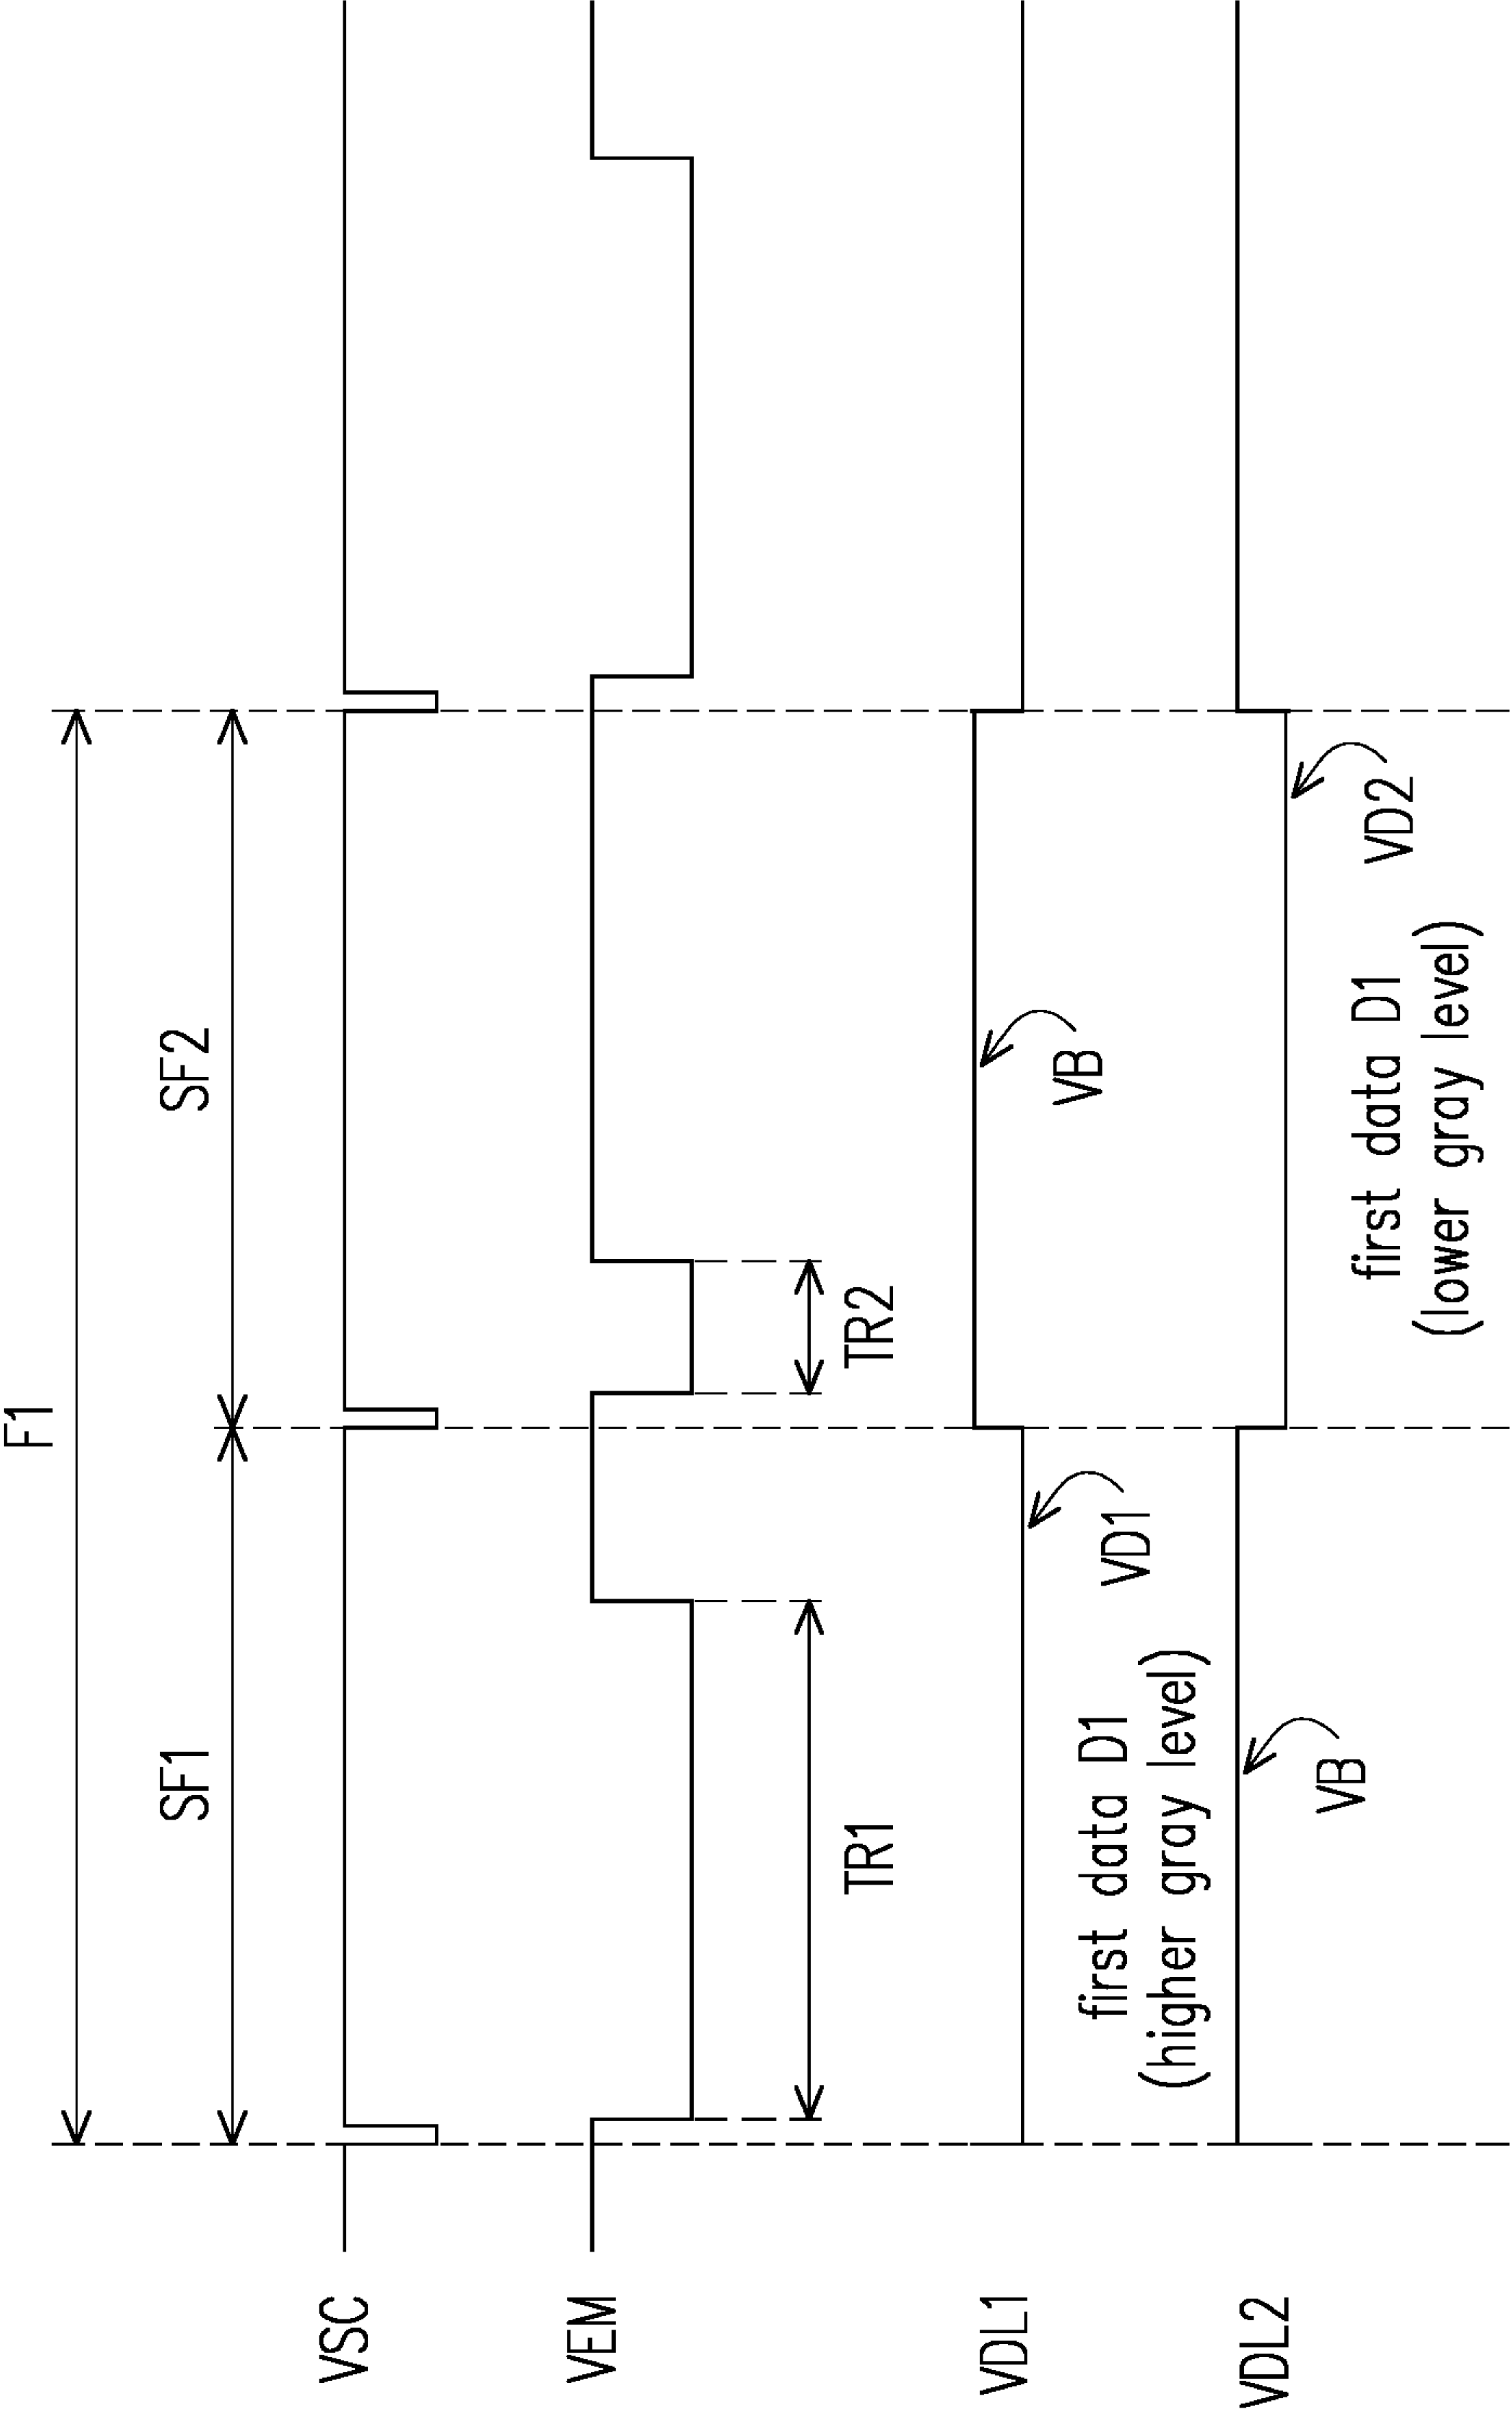 F1
SF1
SF2
VSC
VEM
TR1
TR2
VDL1
VD1
VB
first data D1
(higher gray level)
VDL2
VB
VD2
first data D1
(lower gray level)